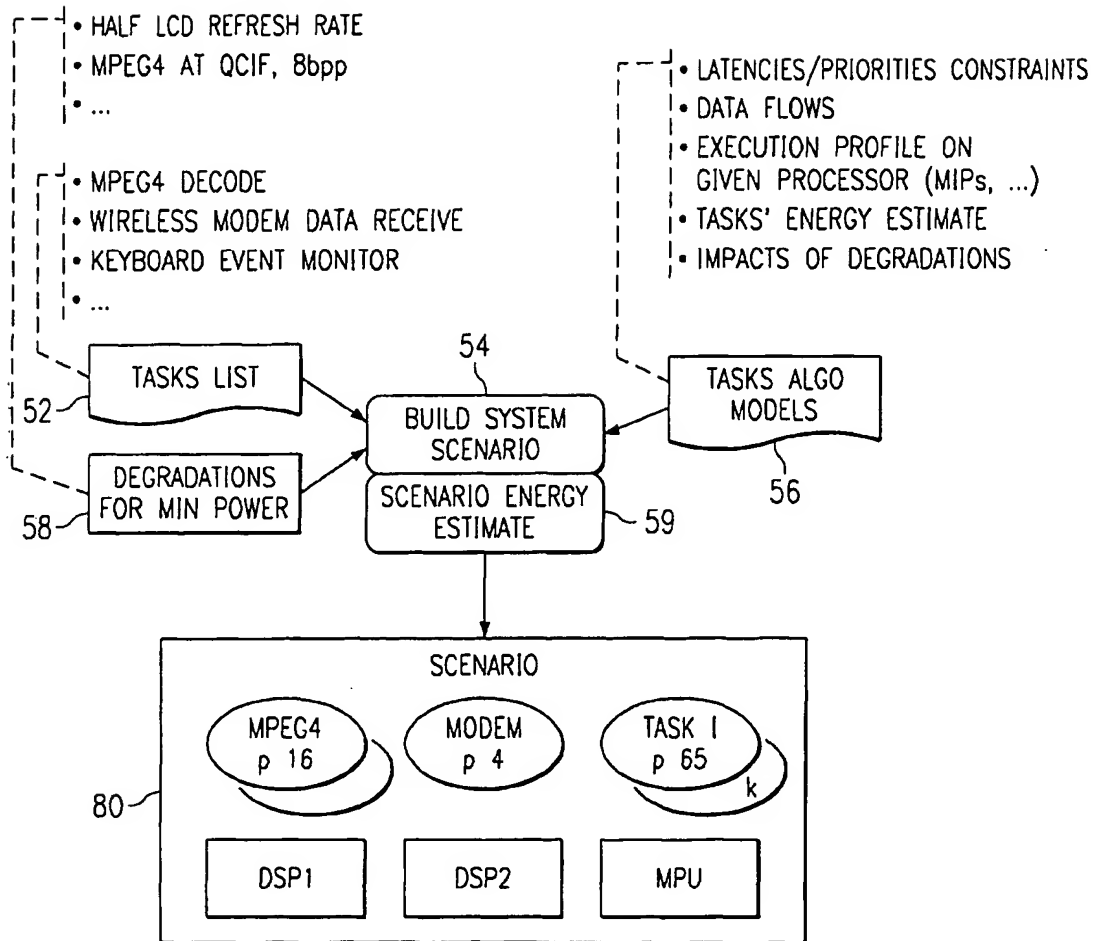 • HALF LCD REFRESH RATE
• MPEG4 AT QCIF, 8bpp
• ...
• MPEG4 DECODE
• WIRELESS MODEM DATA RECEIVE
• KEYBOARD EVENT MONITOR
• ...
• LATENCIES/PRIORITIES CONSTRAINTS
• DATA FLOWS
• EXECUTION PROFILE ON
GIVEN PROCESSOR (MIPs, ...)
• TASKS' ENERGY ESTIMATE
• IMPACTS OF DEGRADATIONS
TASKS LIST
52
DEGRADATIONS
FOR MIN POWER
58
54
BUILD SYSTEM
SCENARIO
SCENARIO ENERGY
ESTIMATE
59
TASKS ALGO
MODELS
56
SCENARIO
MPEG4
p 16
MODEM
p 4
TASK I
p 65
k
80
DSP1
DSP2
MPU